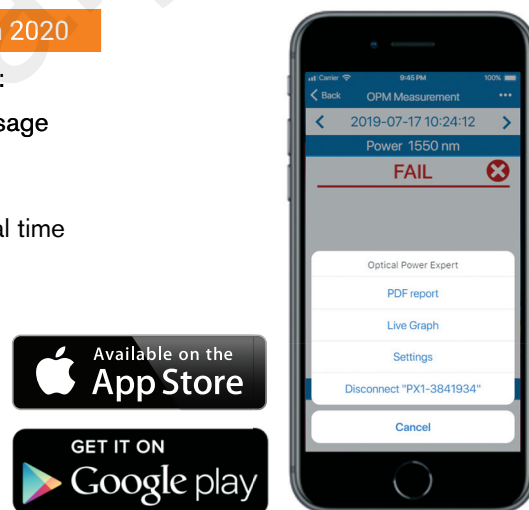 2020
:
sage
al time
Available on the
App Store
GET IT ON
Google play
Carrier 9:45 PM 100%
Back OPM Measurement •••
2019-07-17 10:24:12
Power 1550 nm
FAIL
Optical Power Expert
PDF report
Live Graph
Settings
Disconnect "PX1-3841934"
Cancel